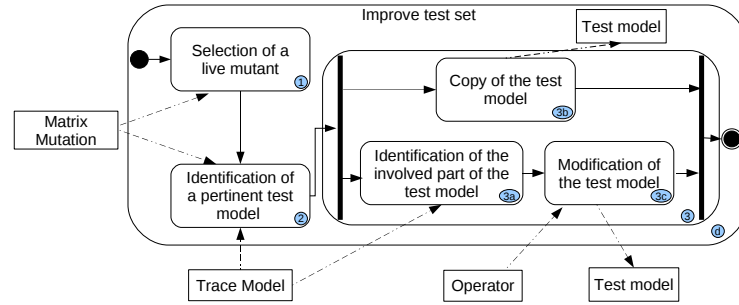 Improve test set
Test model
Selection of a
live mutant
1
Copy of the test
model
3b
Matrix
Mutation
Identification of
a pertinent test
model
2
Identification of the
involved part of the
test model
3a
Modification of
the test model
3c
3
d
Trace Model
Operator
Test model